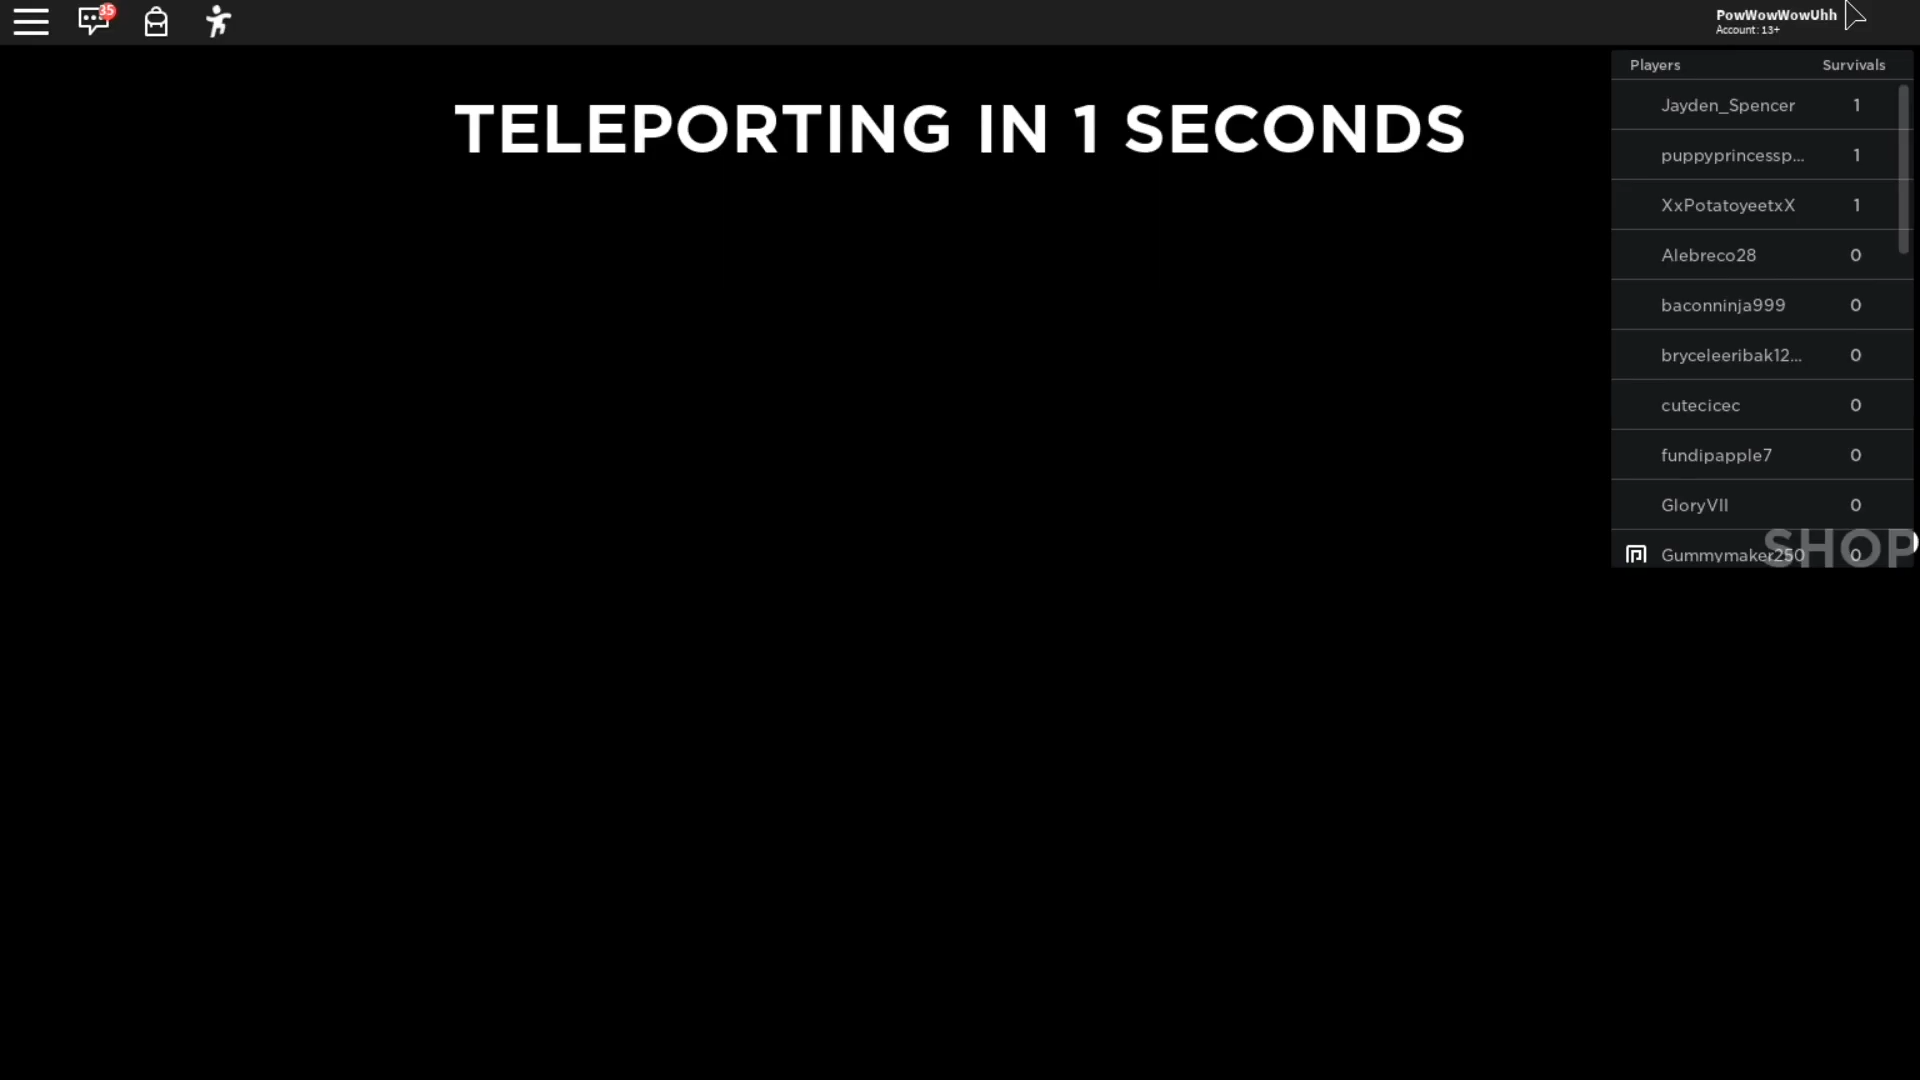 35
PowWowWowUhh
Account: 13+
TELEPORTING IN 1 SECONDS
Players Survivals
Jayden_Spencer 1
puppyprincessp... 1
XxPotatoyeetxX 1
Alebreco28 0
baconninja999 0
bryceleeribak12... 0
cutecicec 0
fundipapple7 0
GloryVII 0
Gummymaker250 0
SHOP